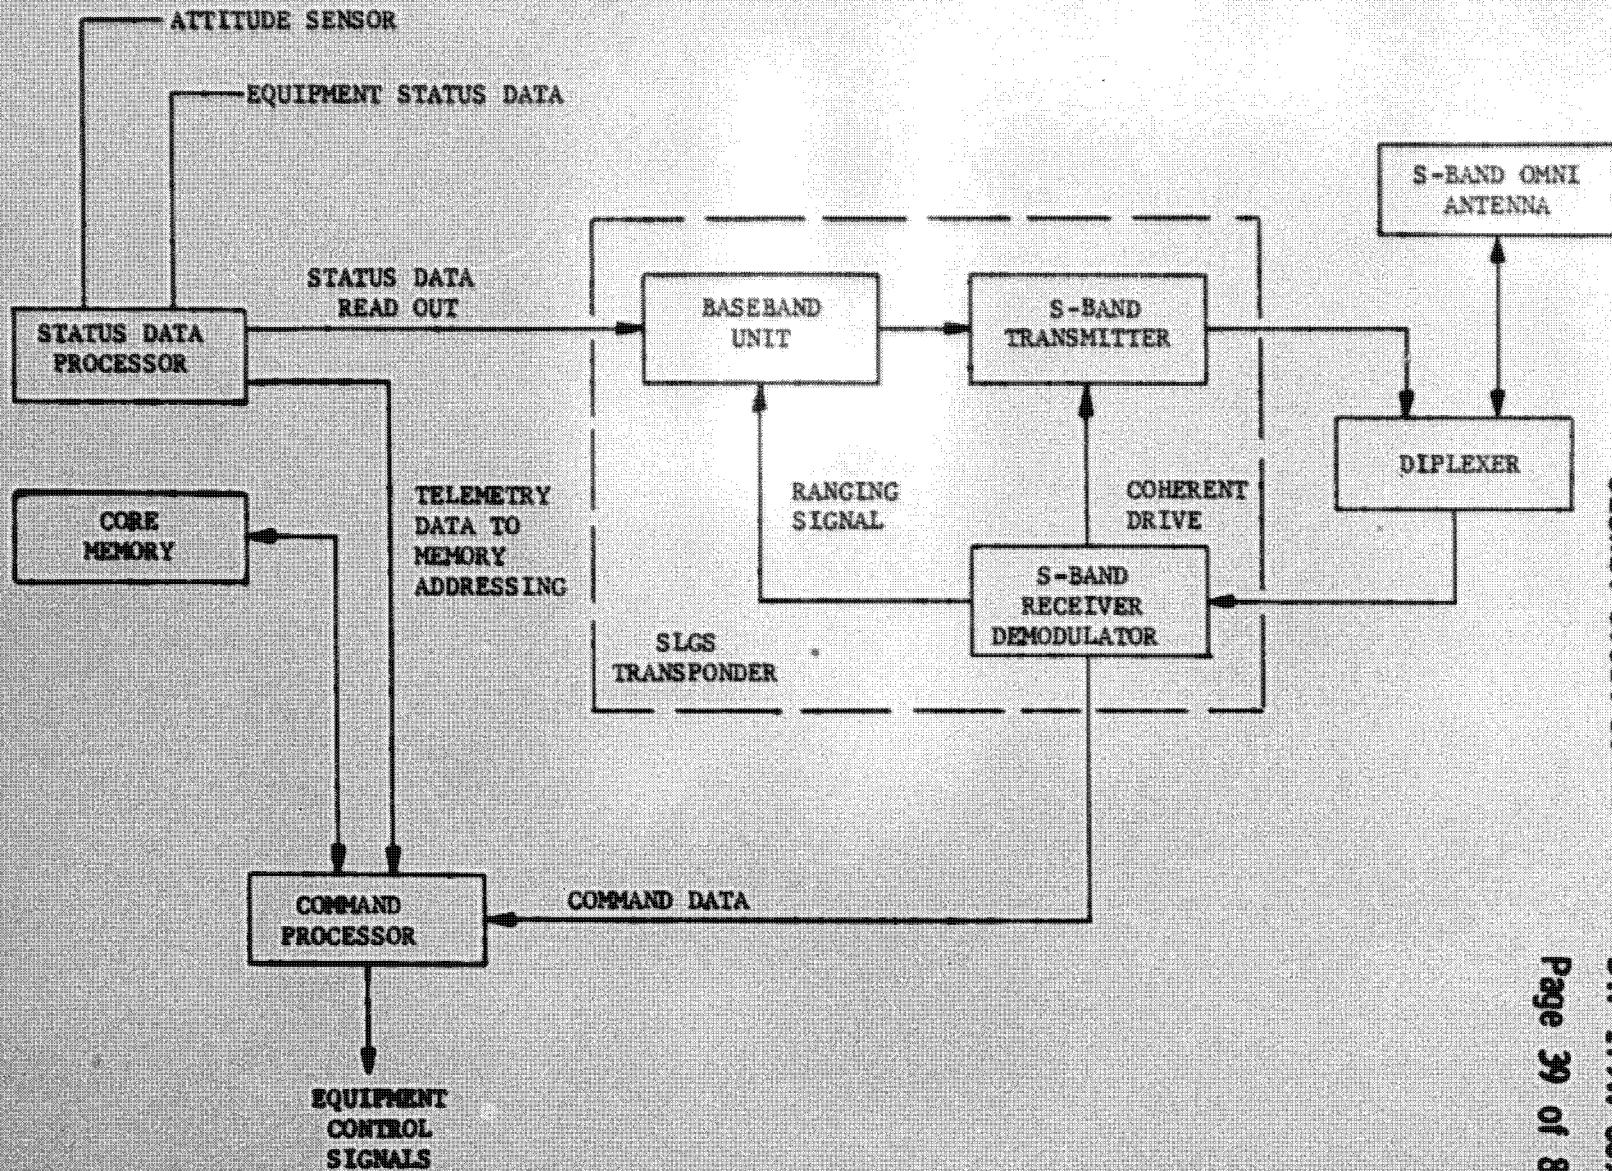 ATTITUDE SENSOR
EQUIPMENT STATUS DATA
S-BAND OMNI
ANTENNA
STATUS DATA
READ OUT
BASEBAND
UNIT
S-BAND
TRANSMITTER
STATUS DATA
PROCESSOR
DIPLEXER
CORE
MEMORY
TELEMETRY
DATA TO
MEMORY
ADDRESSING
RANGING
SIGNAL
COHERENT
DRIVE
S-BAND
RECEIVER
DEMODULATOR
SLGS
TRANSPONDER
COMMAND
PROCESSOR
COMMAND DATA
EQUIPMENT
CONTROL
SIGNALS
Page 39 of 8